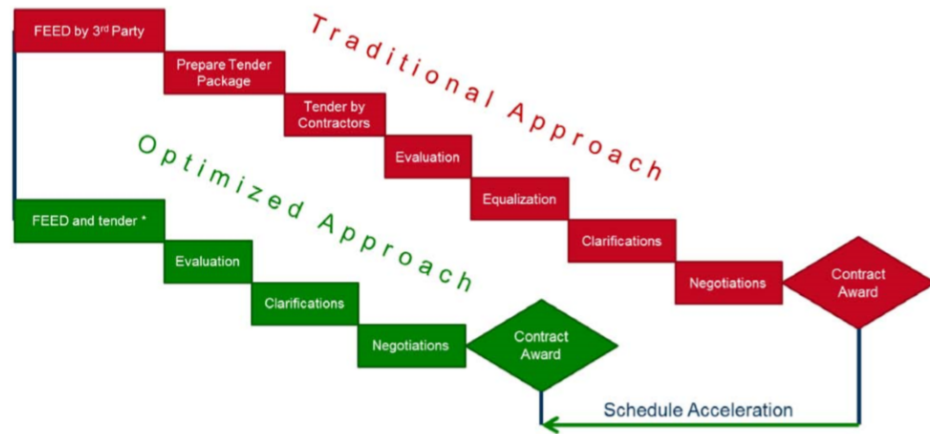 FEED by 3rd Party
Prepare Tender
Package
Tender by
Contractors
Evaluation
Equalization
Clarifications
Negotiations
Contract
Award
Traditional Approach
Optimized Approach
FEED and tender *
Evaluation
Clarifications
Negotiations
Contract
Award
Schedule Acceleration